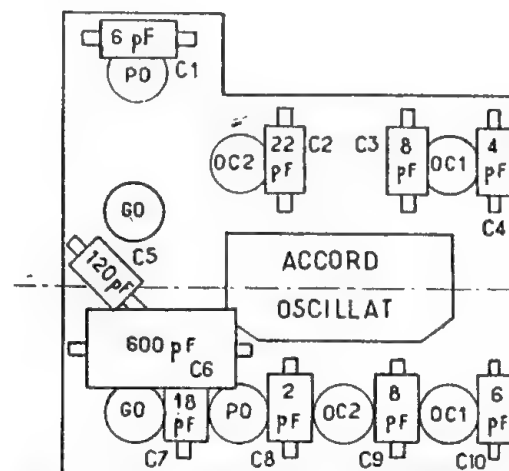 6 pF
PO
C1
OC2
22 pF
C2
C3
8 pF
OC1
4 pF
C4
GO
C5
120 pF
ACCORD
OSCILLAT
600 pF
C6
GO
18 pF
C7
PO
2 pF
C8
OC2
8 pF
C9
OC1
6 pF
C10